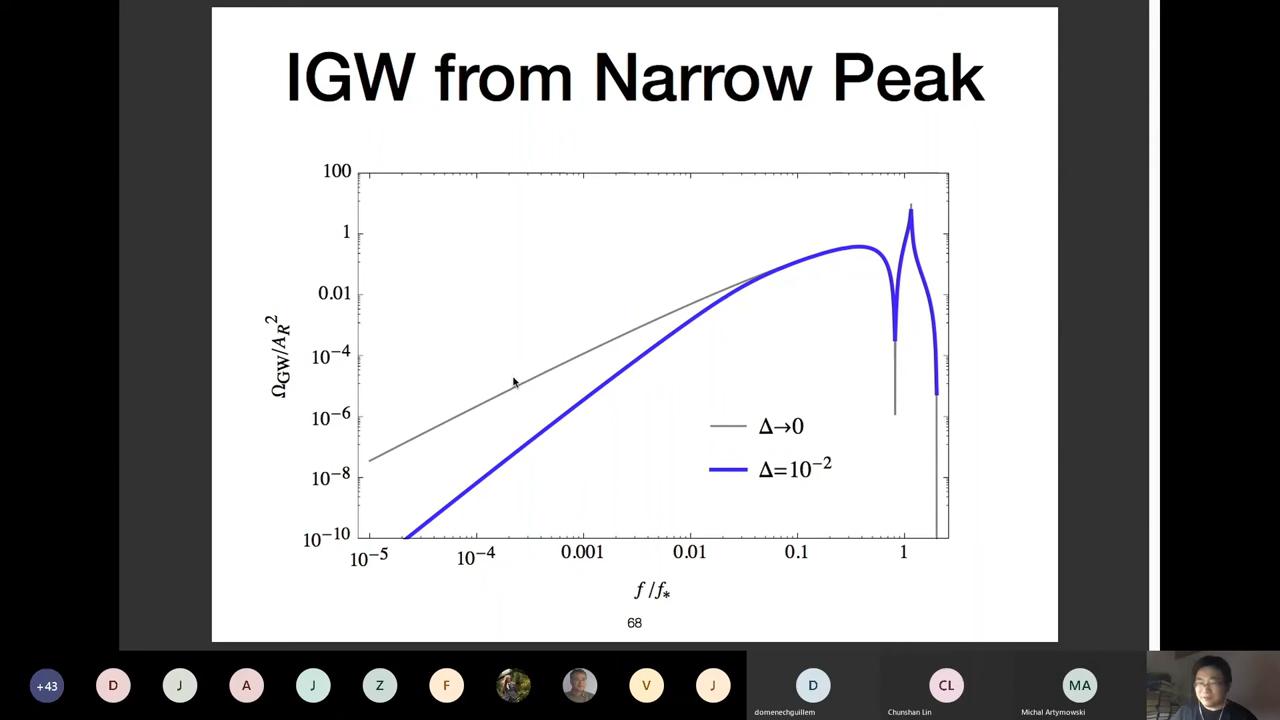 IGW from Narrow Peak
100
1
0.01
10⁻⁴
10⁻⁶
10⁻⁸
10⁻¹⁰
Ω_GW/A_R²
Δ→0
Δ=10⁻²
10⁻⁵
10⁻⁴
0.001
0.01
0.1
1
f/f_*
68
+43
D
J
A
J
Z
F
V
J
D
CL
MA
domenechguillem
Chunshan Lin
Michal Artymowski